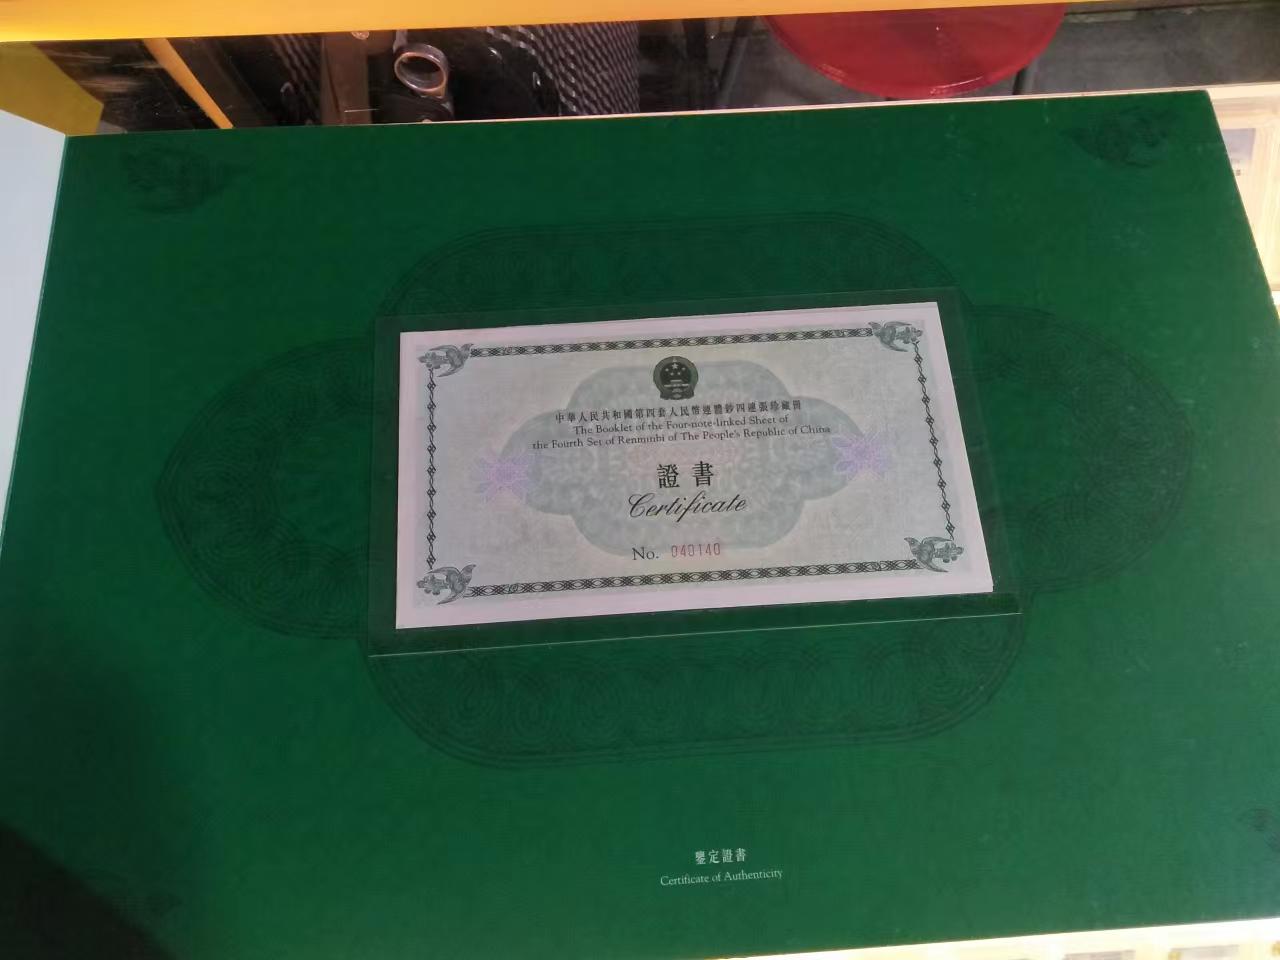 中華人民共和國第四套人民幣連體鈔四連張珍藏冊
The Booklet of the Four-note-linked Sheet of
the Fourth Set of Renminbi of The People's Republic of China
證書
Certificate
No. 040140
鑒定證書
Certificate of Authenticity